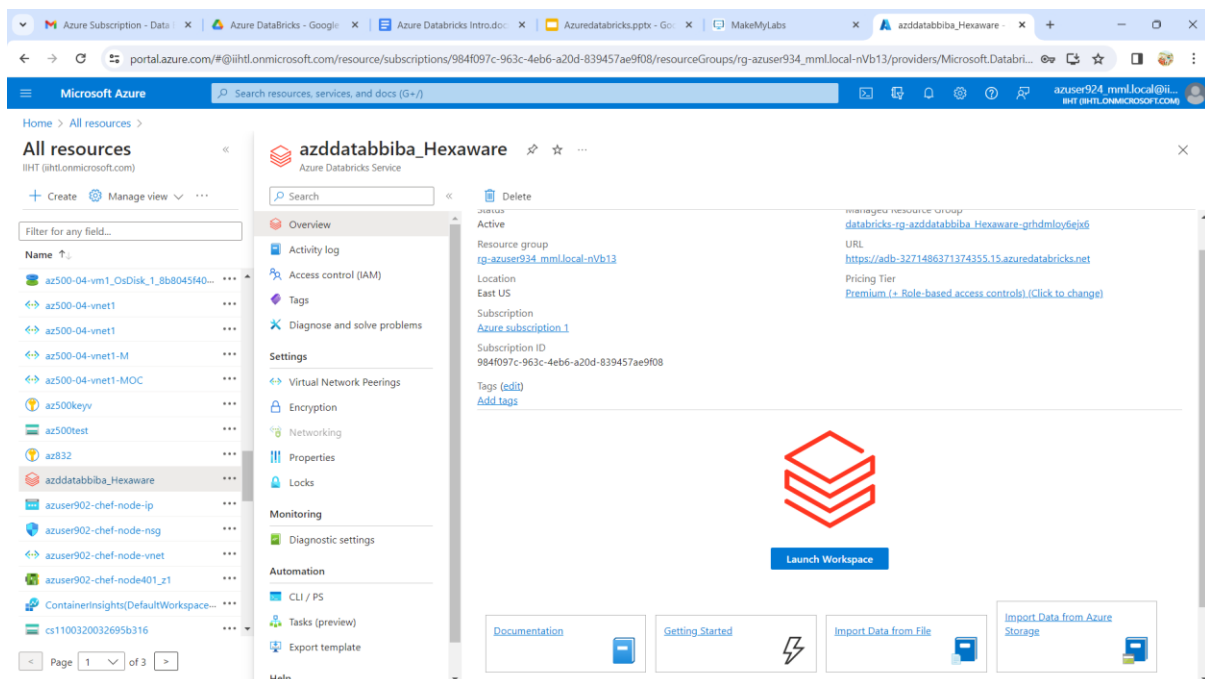 Azure Subscription - Data
Azure DataBricks - Google
Azure Databricks Intro.doc
Azuredatabricks.pptx - Goo
MakeMyLabs
azddatabbiba_Hexaware -
portal.azure.com/#@iihtl.onmicrosoft.com/resource/subscriptions/984f097c-963c-4eb6-a20d-839457ae9f08/resourceGroups/rg-azuser934_mml.local-nVb13/providers/Microsoft.Databri...
Microsoft Azure
Search resources, services, and docs (G+/)
azuser924_mml.local@ii...
IIHT (IIHTL.ONMICROSOFT.COM)
Home > All resources >
All resources
IIHT (iihtl.onmicrosoft.com)
+ Create
Manage view
...
Filter for any field...
Name ↑
az500-04-vm1_OsDisk_1_8b8045f40...
az500-04-vnet1
az500-04-vnet1
az500-04-vnet1-M
az500-04-vnet1-MOC
az500keyv
az500test
az832
azddatabbiba_Hexaware
azuser902-chef-node-ip
azuser902-chef-node-nsg
azuser902-chef-node-vnet
azuser902-chef-node401_z1
ContainerInsights(DefaultWorkspace...
cs1100320032695b316
< Page 1 of 3 >
azddatabbiba_Hexaware
...
Azure Databricks Service
Search
Overview
Activity log
Access control (IAM)
Tags
Diagnose and solve problems
Settings
Virtual Network Peerings
Encryption
Networking
Properties
Locks
Monitoring
Diagnostic settings
Automation
CLI / PS
Tasks (preview)
Export template
Help
Delete
Status
Active
Resource group
rg-azuser934_mml.local-nVb13
Location
East US
Subscription
Azure subscription 1
Subscription ID
984f097c-963c-4eb6-a20d-839457ae9f08
Tags (edit)
Add tags
Managed Resource Group
databricks-rg-azddatabbiba_Hexaware-grhdmloy6ejx6
URL
https://adb-3271486371374355.15.azuredatabricks.net
Pricing Tier
Premium (+ Role-based access controls) (Click to change)
Launch Workspace
Documentation
Getting Started
Import Data from File
Import Data from Azure
Storage